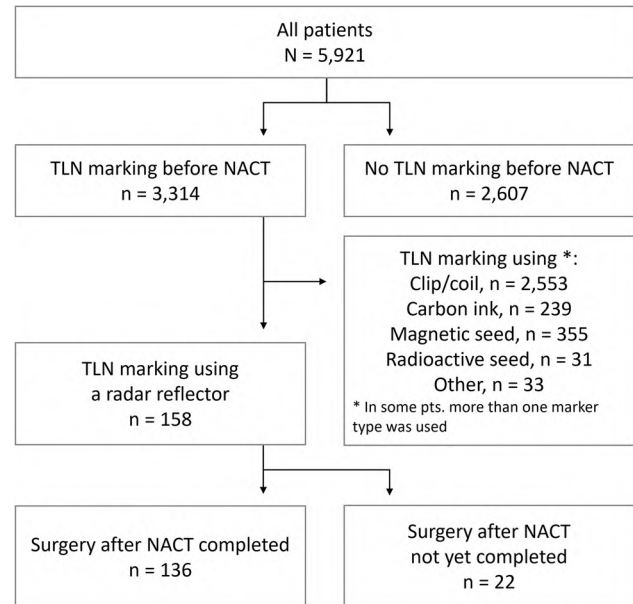 All patients
N = 5,921
TLN marking before NACT
n = 3,314
No TLN marking before NACT
n = 2,607
TLN marking using *:
Clip/coil, n = 2,553
Carbon ink, n = 239
Magnetic seed, n = 355
Radioactive seed, n = 31
Other, n = 33
* In some pts. more than one marker
type was used
TLN marking using
a radar reflector
n = 158
Surgery after NACT completed
n = 136
Surgery after NACT
not yet completed
n = 22